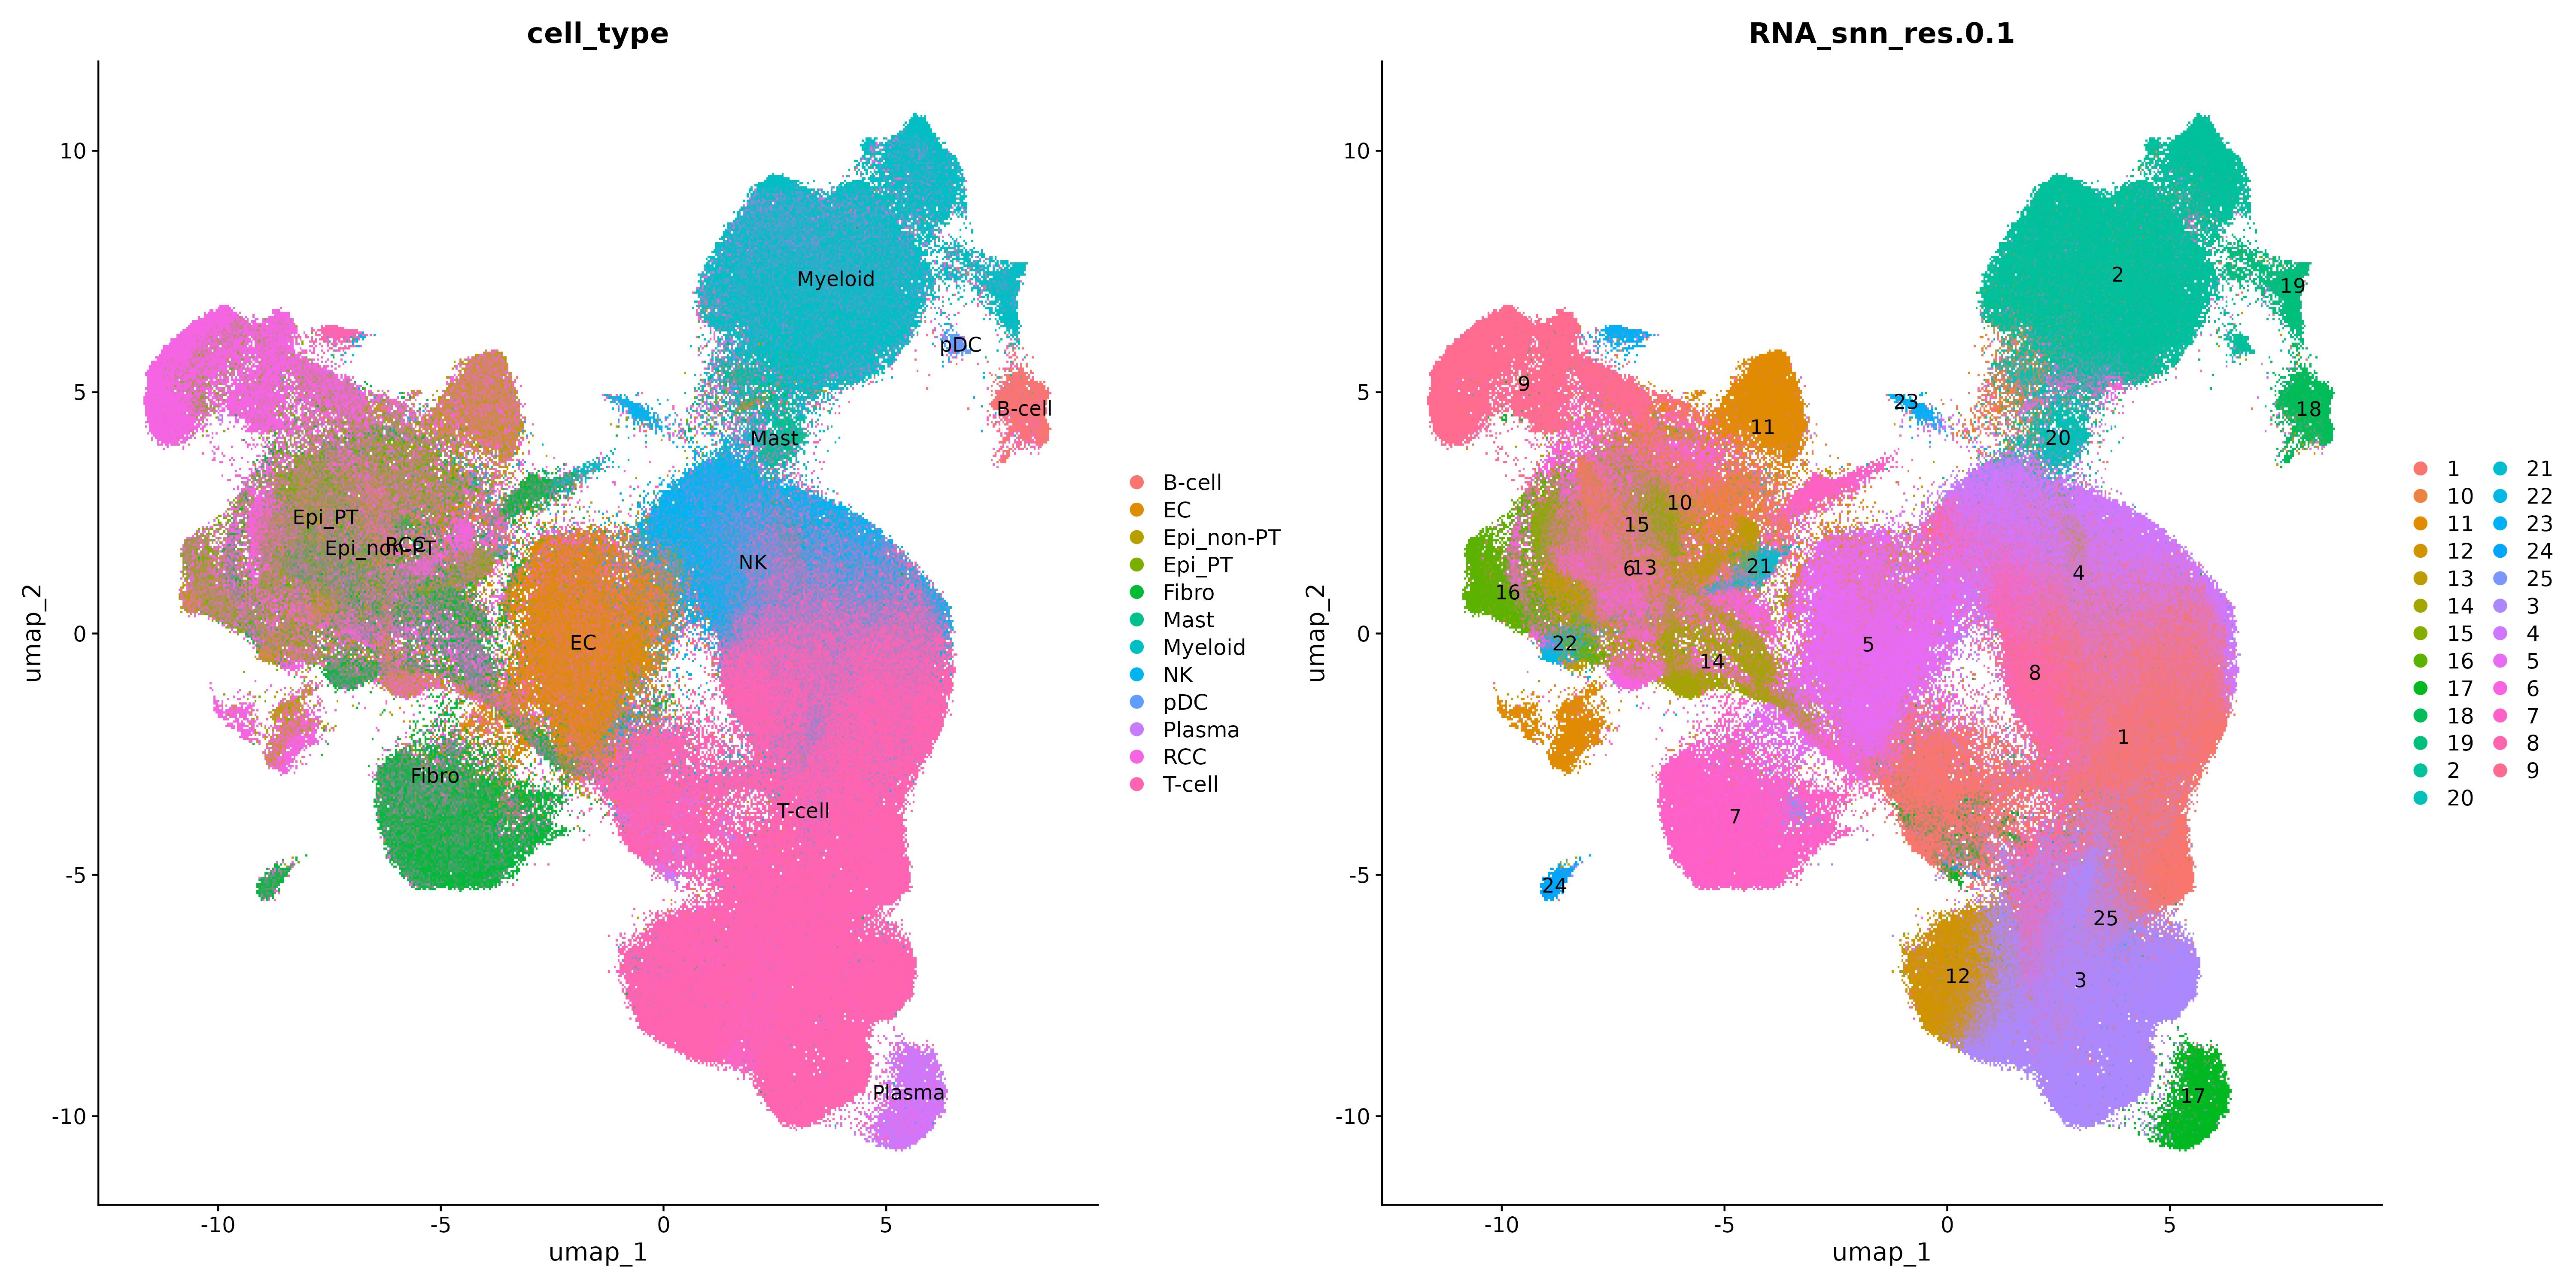 cell_type
10
5
0
-5
-10
-10
-5
0
5
umap_1
umap_2
Myeloid
pDC
B-cell
Mast
Epi_PT
Epi_non-PT
RCC
NK
EC
Fibro
T-cell
Plasma
B-cell
EC
Epi_non-PT
Epi_PT
Fibro
Mast
Myeloid
NK
pDC
Plasma
RCC
T-cell
RNA_snn_res.0.1
10
5
0
-5
-10
-10
-5
0
5
umap_1
umap_2
2
19
9
23
18
11
20
10
15
6
13
21
4
16
22
5
14
8
1
7
24
25
12
3
17
1
10
11
12
13
14
15
16
17
18
19
2
20
21
22
23
24
25
3
4
5
6
7
8
9